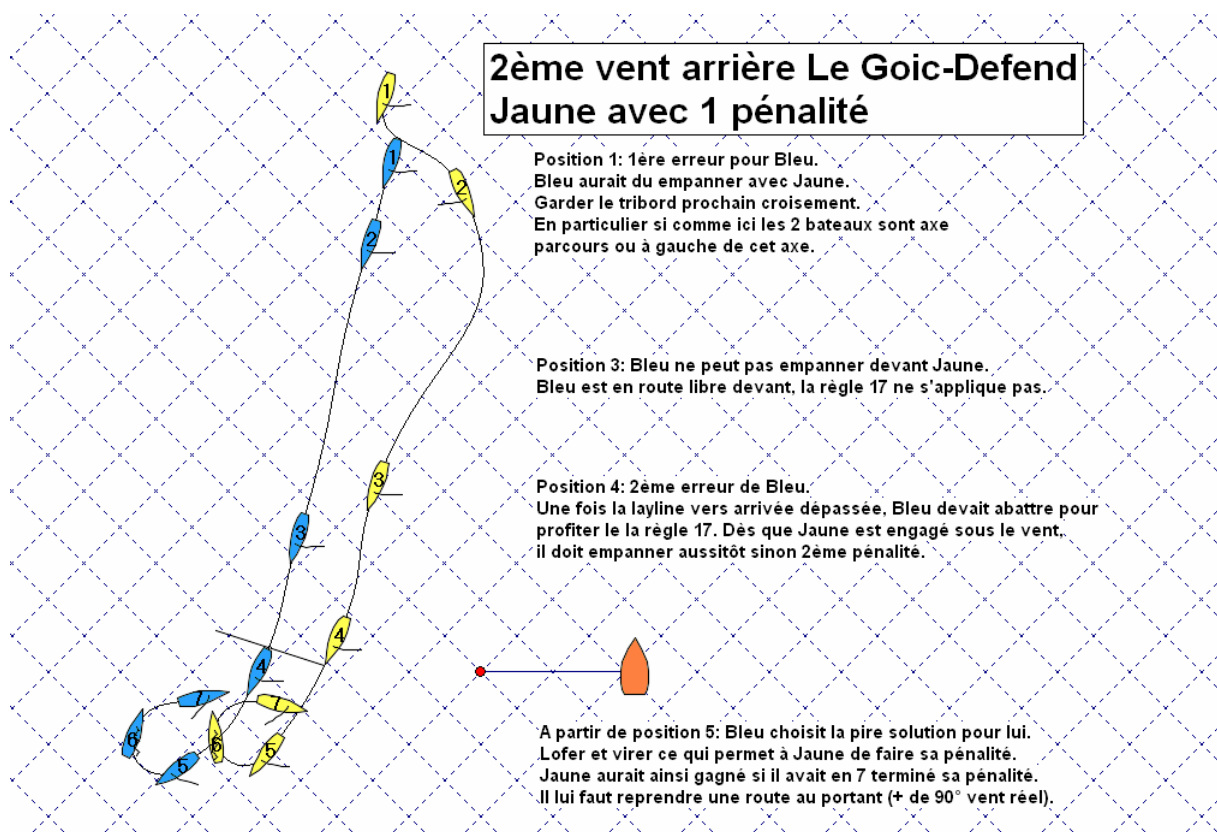 2ème vent arrière Le Goic-Defend
Jaune avec 1 pénalité
1
1
2
2
Position 1: 1ère erreur pour Bleu.
Bleu aurait du empanner avec Jaune.
Garder le tribord prochain croisement.
En particulier si comme ici les 2 bateaux sont axe
parcours ou à gauche de cet axe.
Position 3: Bleu ne peut pas empanner devant Jaune.
Bleu est en route libre devant, la règle 17 ne s'applique pas.
3
3
Position 4: 2ème erreur de Bleu.
Une fois la layline vers arrivée dépassée, Bleu devait abattre pour
profiter le la règle 17. Dès que Jaune est engagé sous le vent,
il doit empanner aussitôt sinon 2ème pénalité.
4
4
7
7
6
6
5
5
A partir de position 5: Bleu choisit la pire solution pour lui.
Lofer et virer ce qui permet à Jaune de faire sa pénalité.
Jaune aurait ainsi gagné si il avait en 7 terminé sa pénalité.
Il lui faut reprendre une route au portant (+ de 90° vent réel).